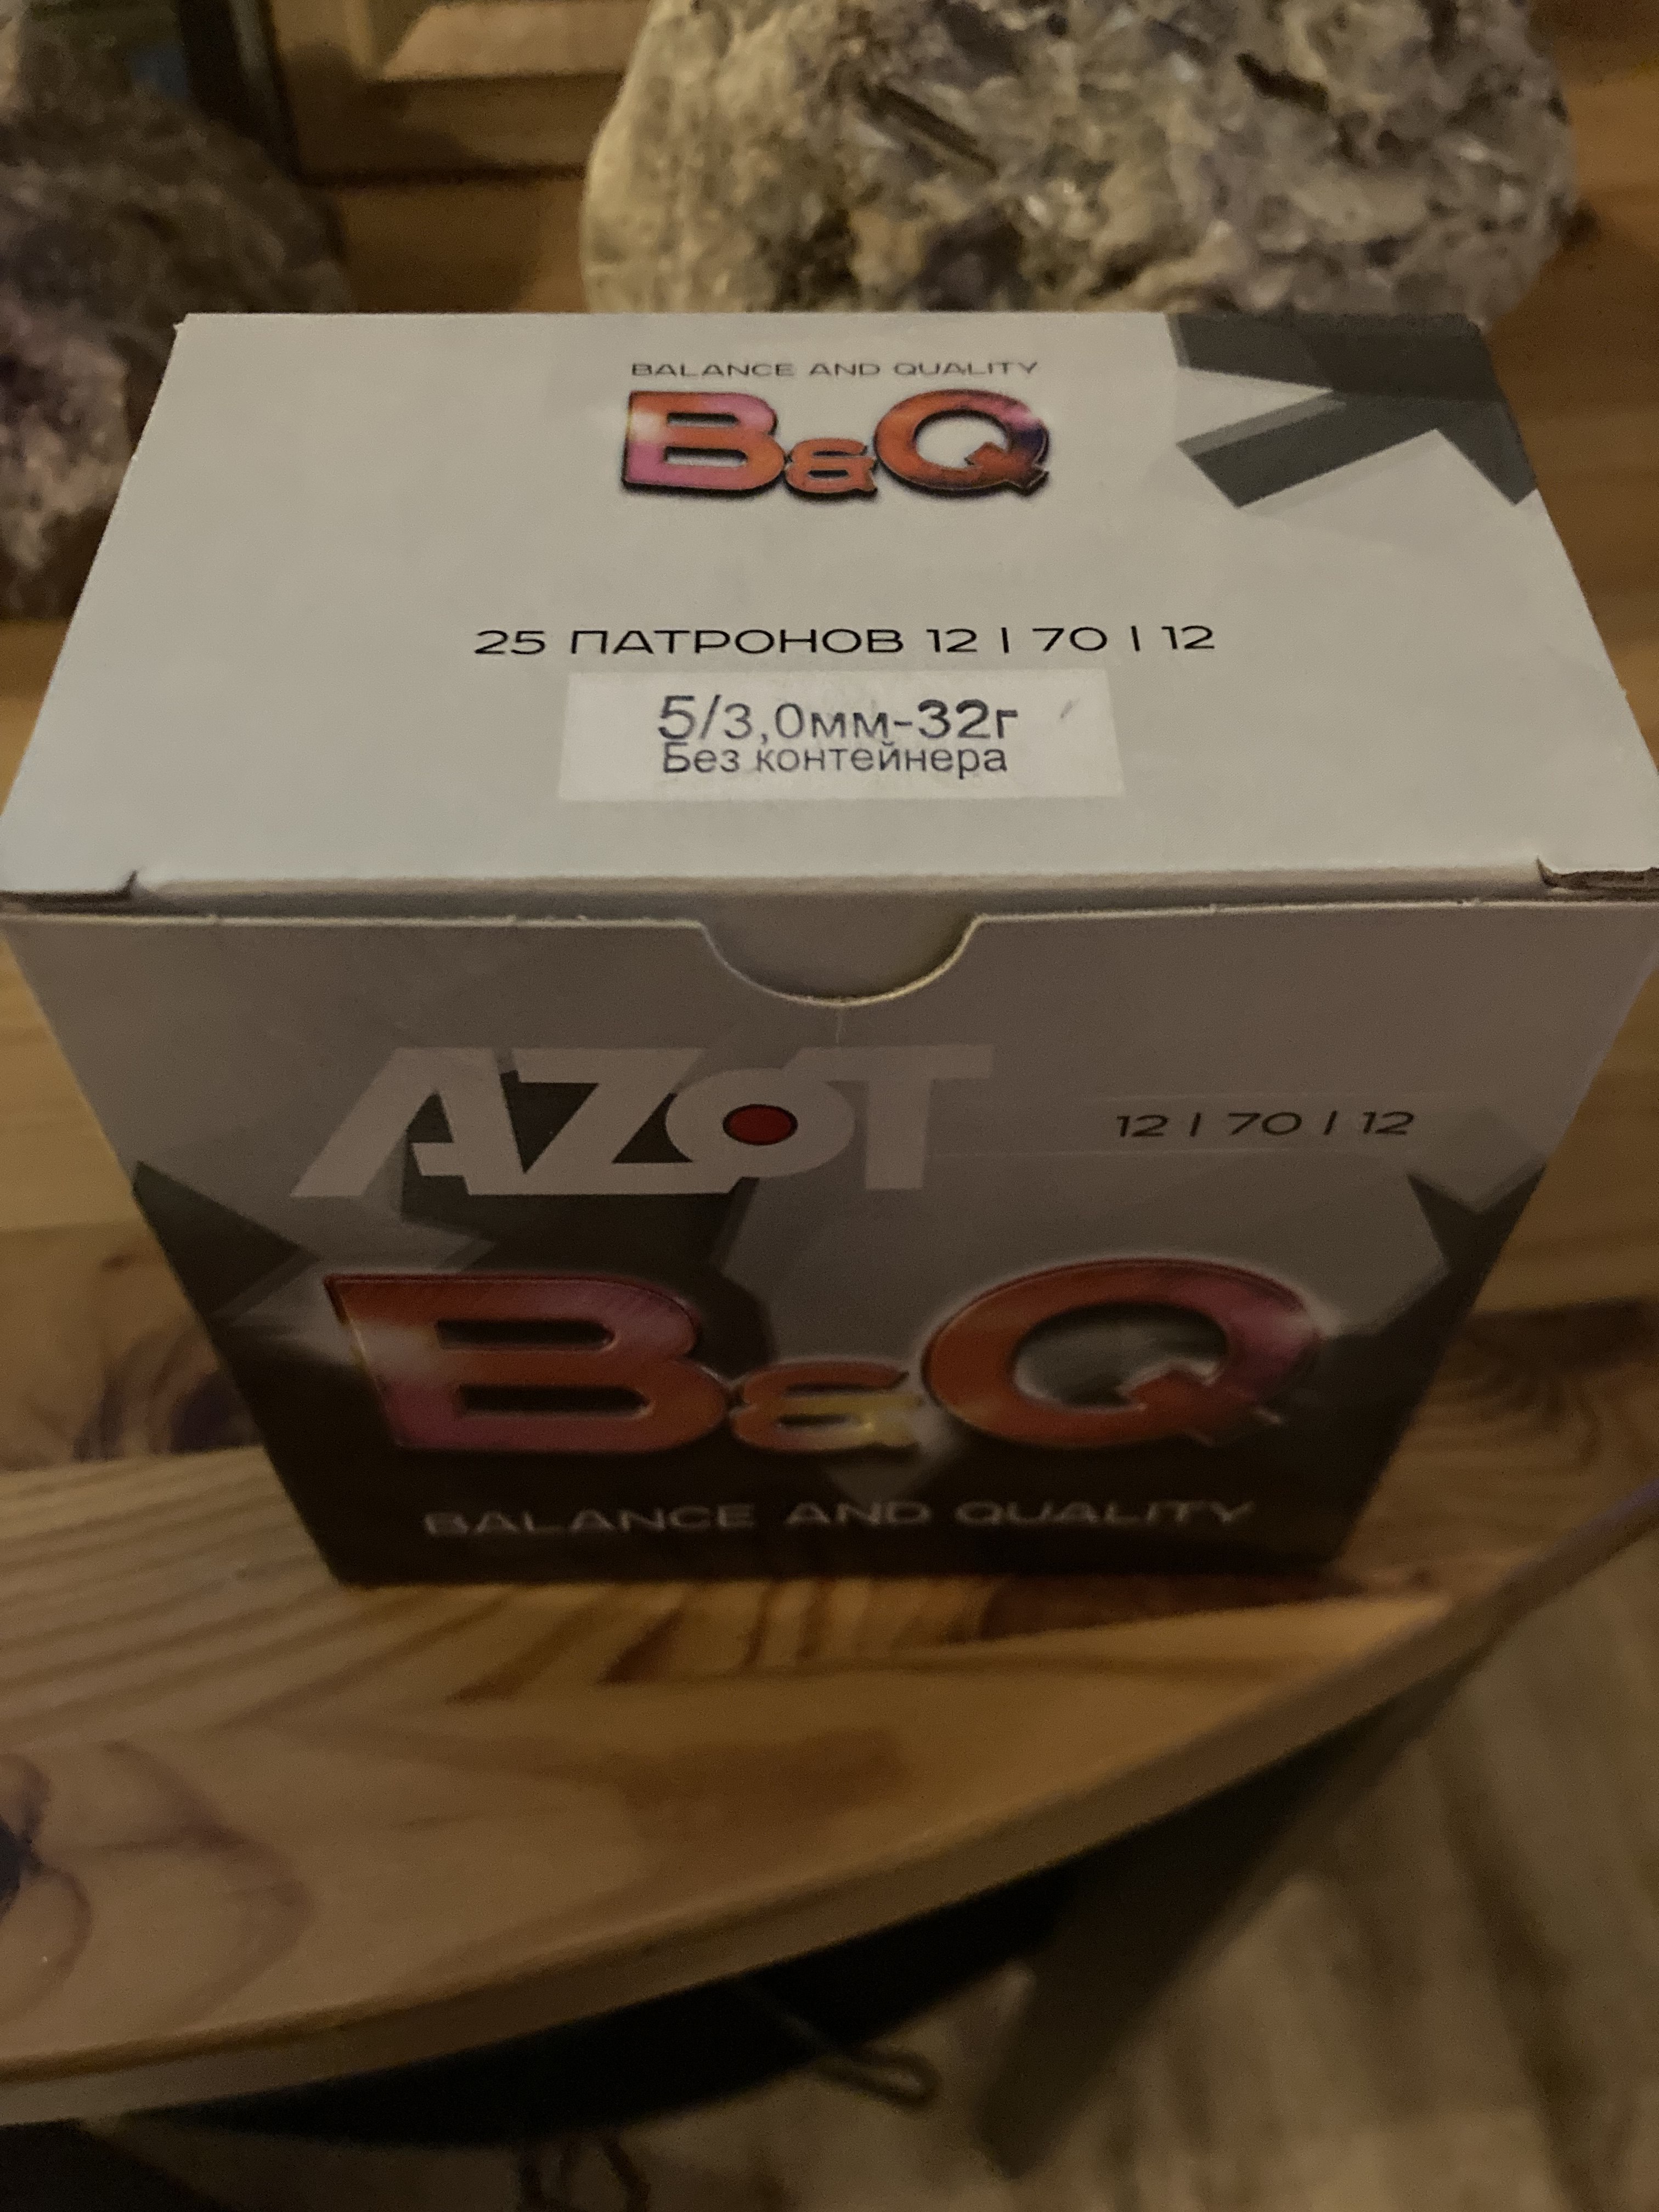 BALANCE AND QUALITY
B&Q
25 ПАТРОНОВ 12 | 70 | 12
5/3,0мм-32г
Без контейнера
AZOT
12 | 70 | 12
B&Q
BALANCE AND QUALITY